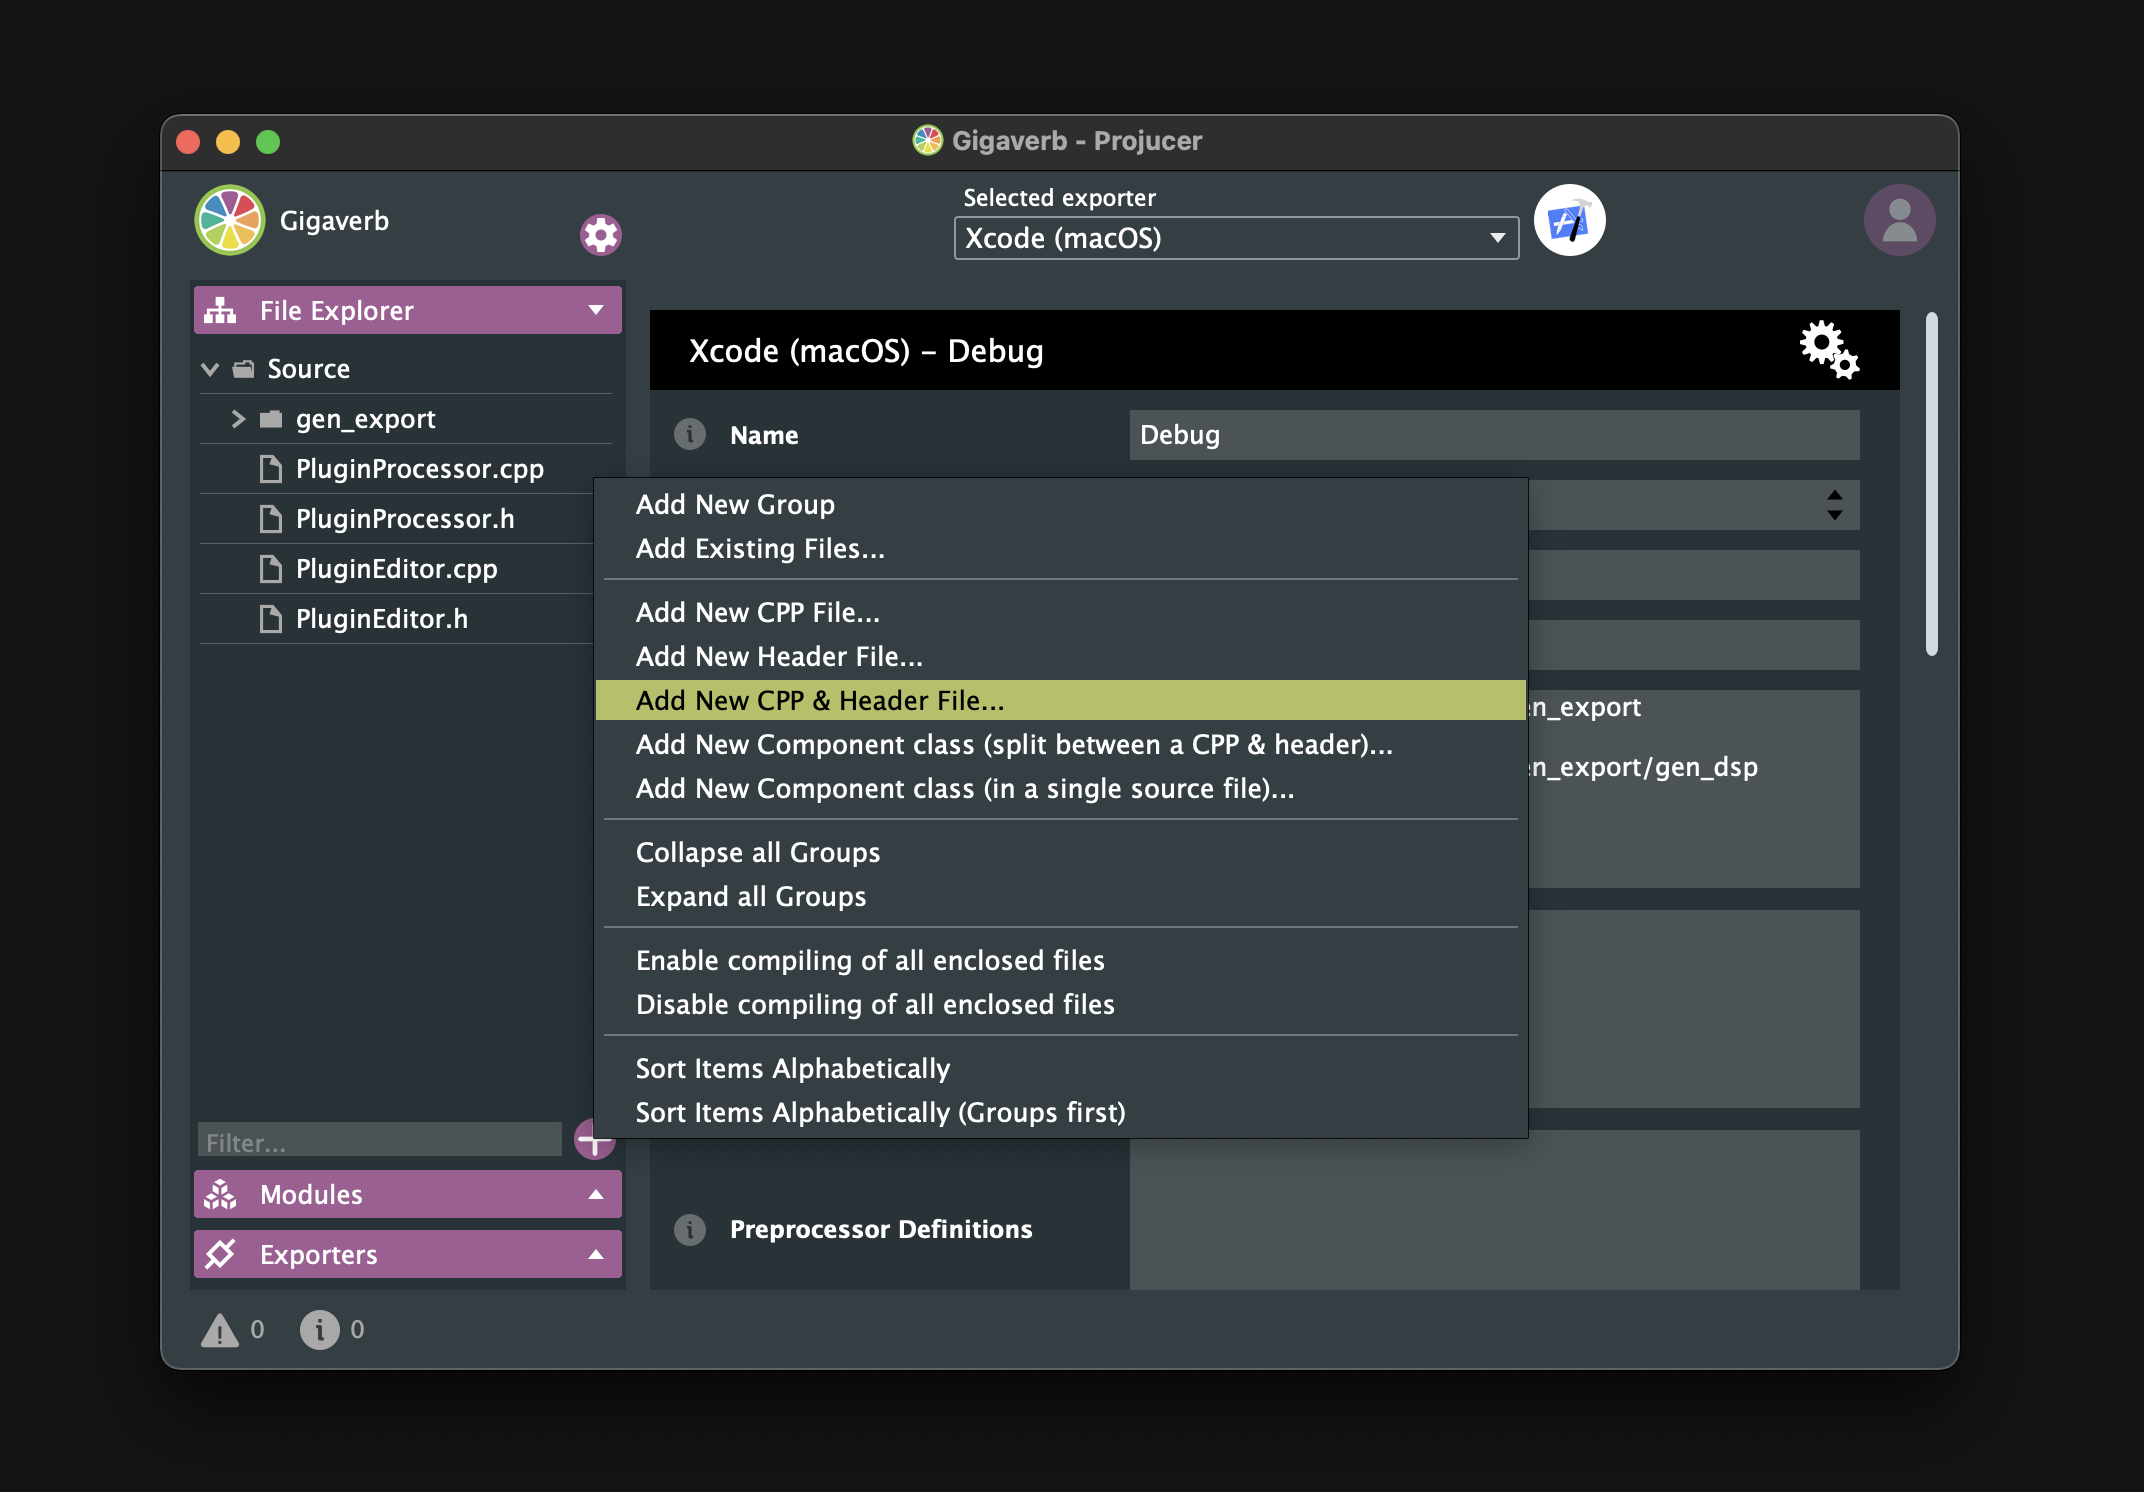 Gigaverb - Projucer
Gigaverb
Selected exporter
Xcode (macOS)
File Explorer
Source
gen_export
PluginProcessor.cpp
PluginProcessor.h
PluginEditor.cpp
PluginEditor.h
Filter...
Modules
Exporters
0
0
Xcode (macOS) – Debug
Name
Debug
en_export
en_export/gen_dsp
Preprocessor Definitions
Add New Group
Add Existing Files...
Add New CPP File...
Add New Header File...
Add New CPP & Header File...
Add New Component class (split between a CPP & header)...
Add New Component class (in a single source file)...
Collapse all Groups
Expand all Groups
Enable compiling of all enclosed files
Disable compiling of all enclosed files
Sort Items Alphabetically
Sort Items Alphabetically (Groups first)